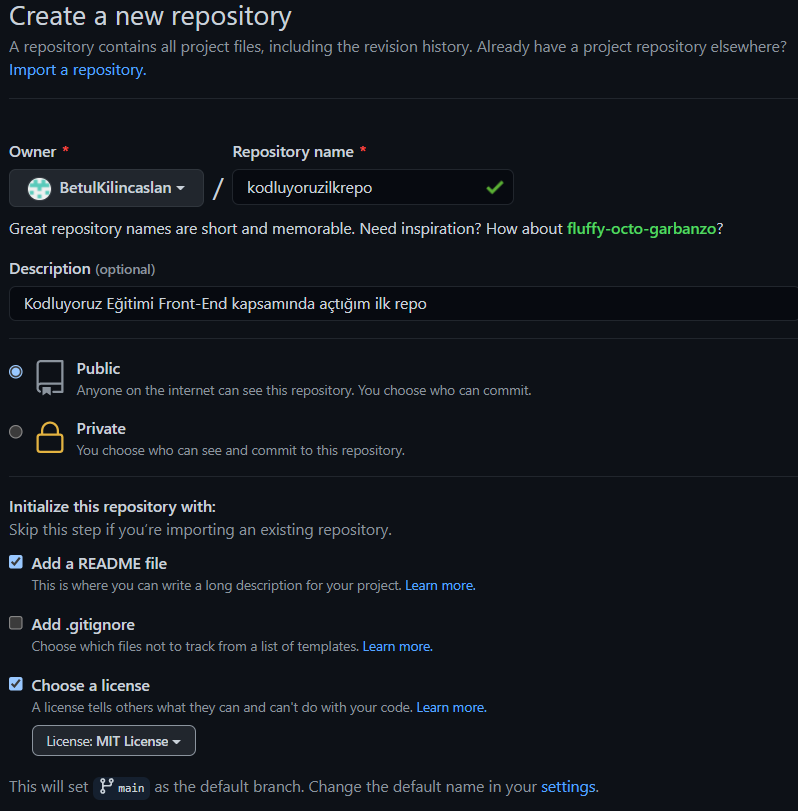 Create a new repository
A repository contains all project files, including the revision history. Already have a project repository elsewhere?
Import a repository.
Owner * Repository name *
BetulKilincaslan / kodluyoruzilkrepo
Great repository names are short and memorable. Need inspiration? How about fluffy-octo-garbanzo?
Description (optional)
Kodluyoruz Eğitimi Front-End kapsamında açtığım ilk repo
Public
Anyone on the internet can see this repository. You choose who can commit.
Private
You choose who can see and commit to this repository.
Initialize this repository with:
Skip this step if you’re importing an existing repository.
Add a README file
This is where you can write a long description for your project. Learn more.
Add .gitignore
Choose which files not to track from a list of templates. Learn more.
Choose a license
A license tells others what they can and can't do with your code. Learn more.
License: MIT License
This will set main as the default branch. Change the default name in your settings.